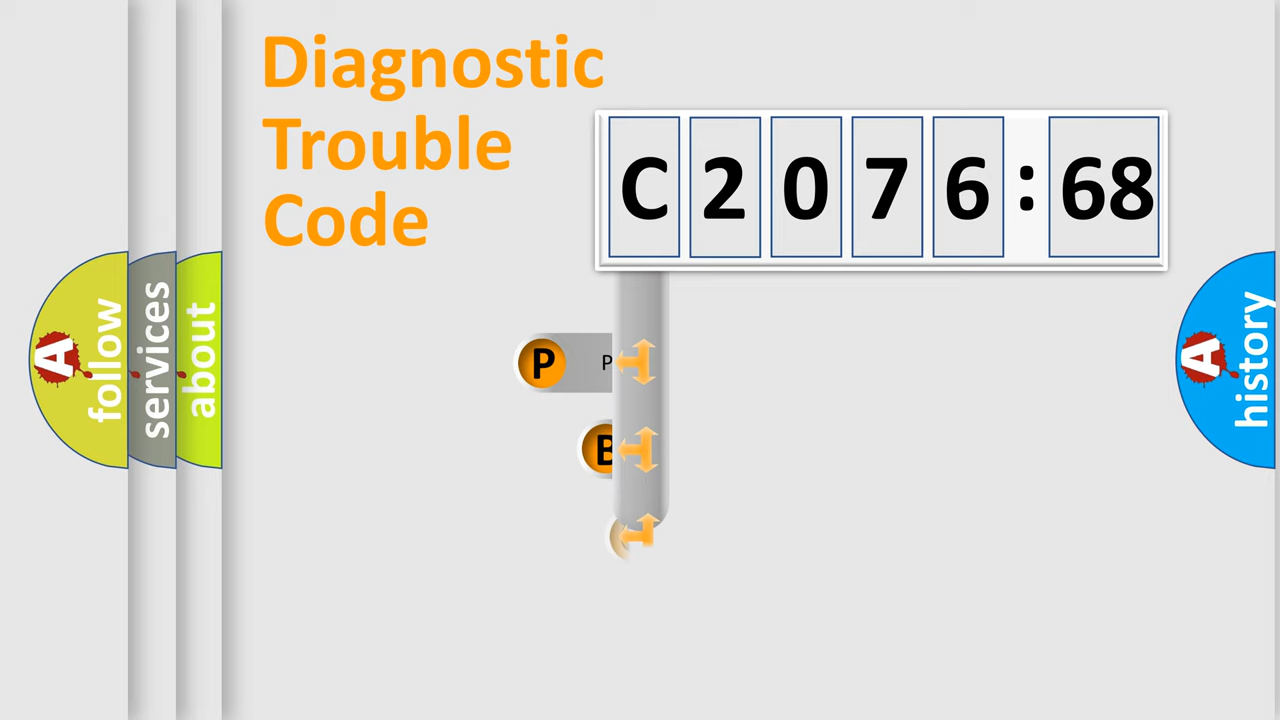 Diagnostic
Trouble
Code
C2076:68
P
P
B
A follow
services
about
A history